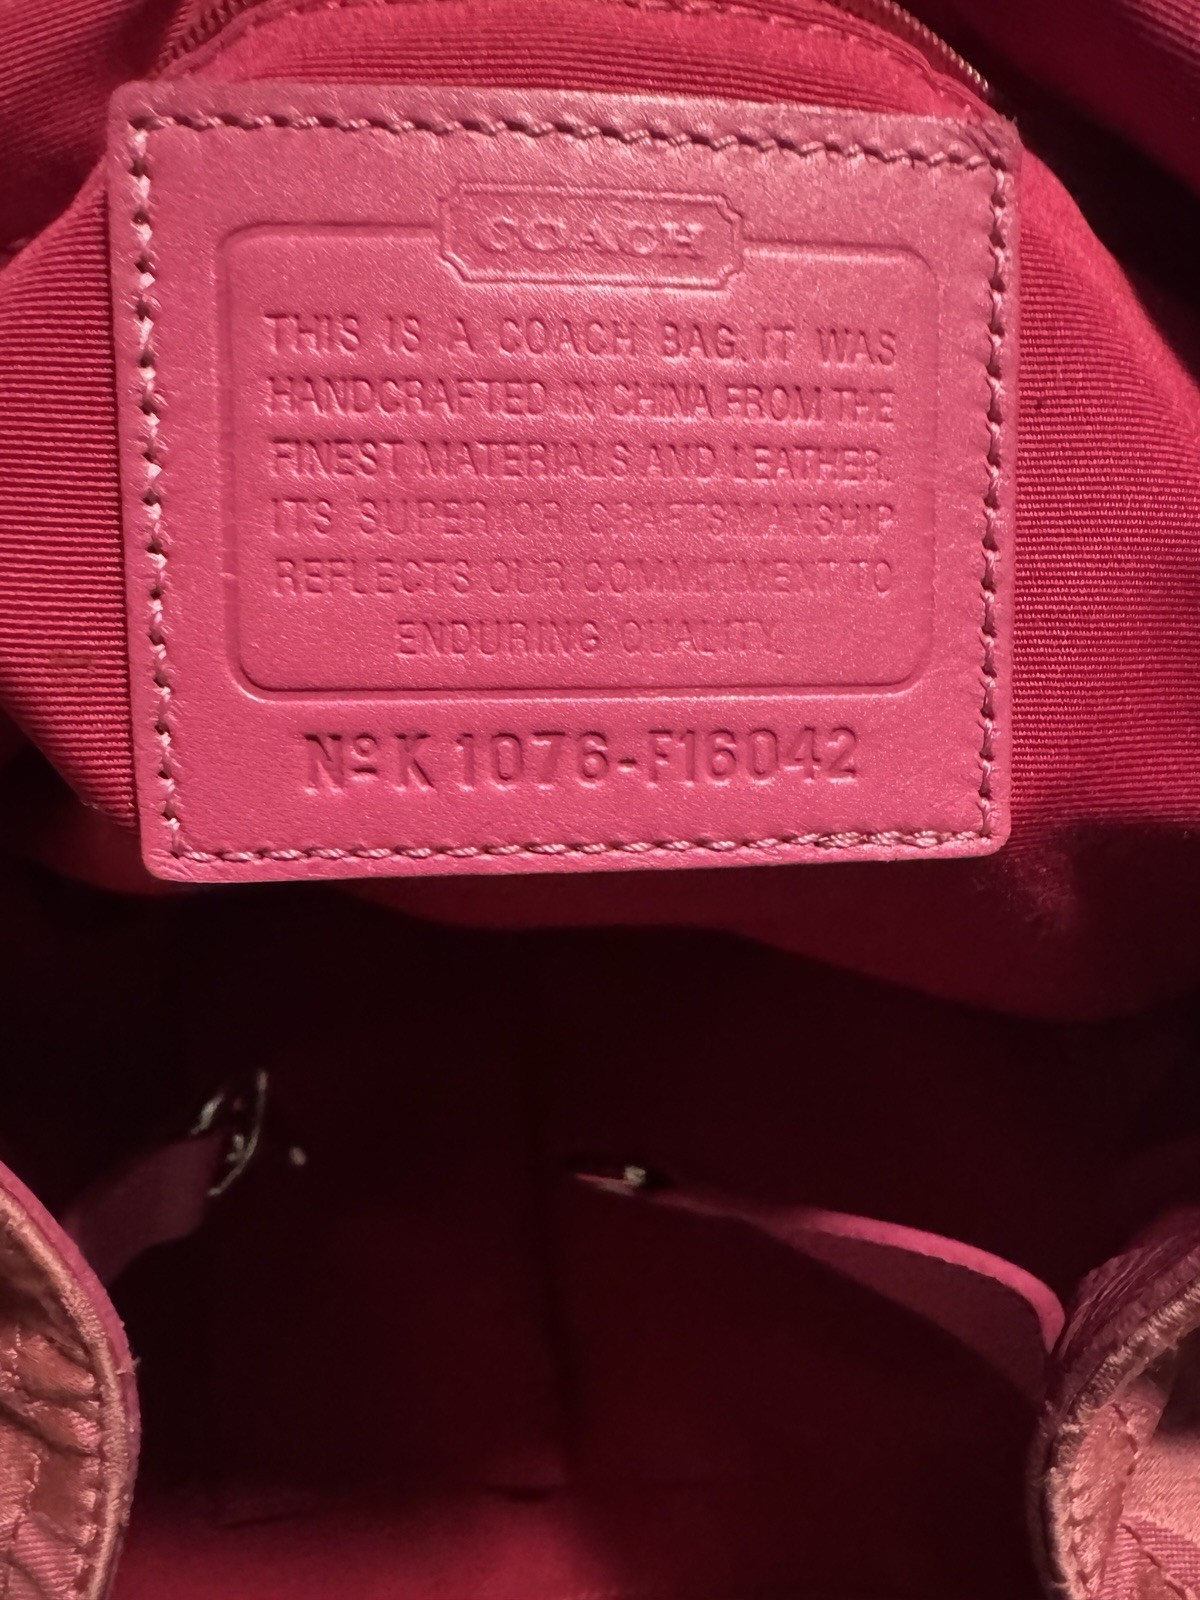 COACH
THIS IS A COACH BAG. IT WAS
HANDCRAFTED IN CHINA FROM THE
FINEST MATERIALS AND LEATHER.
ITS SUPERIOR CRAFTSMANSHIP
REFLECTS OUR COMMITMENT TO
ENDURING QUALITY.
Nº K1076-F16042